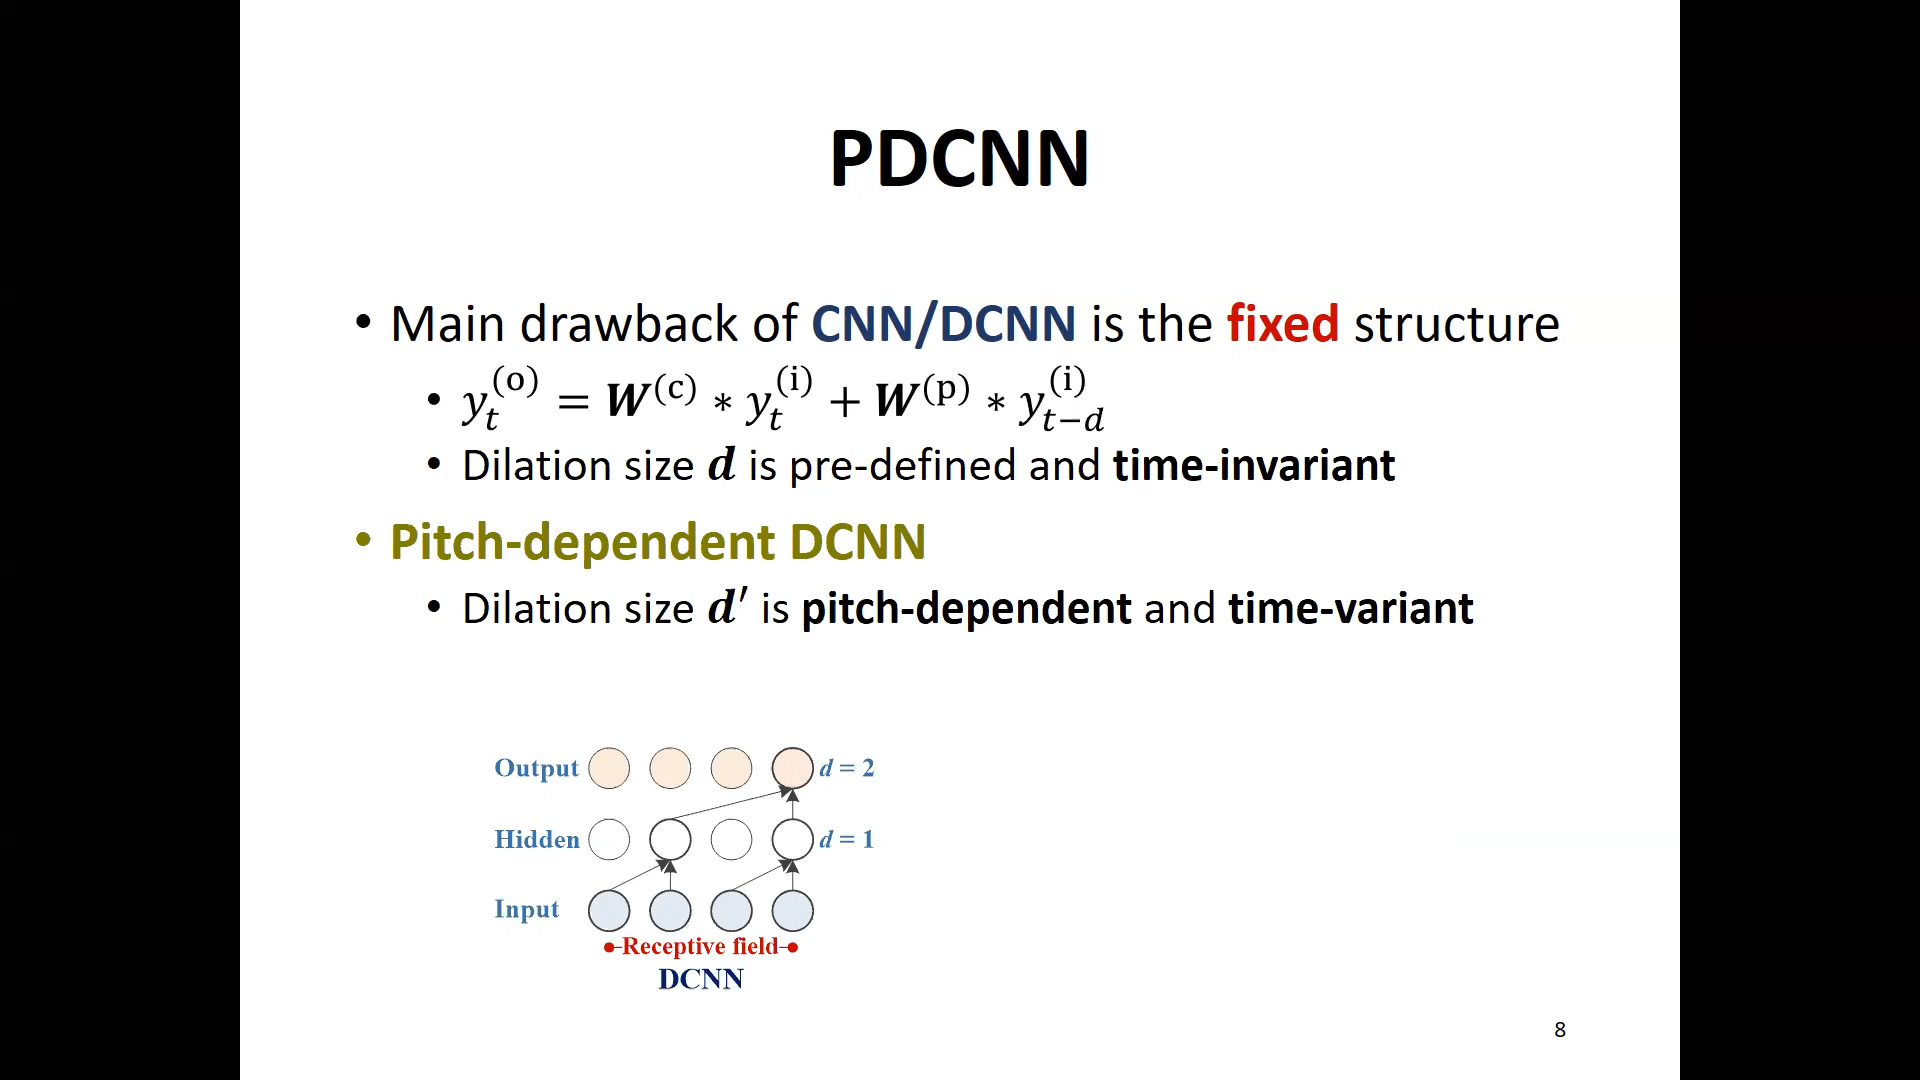 PDCNN
• Main drawback of CNN/DCNN is the fixed structure
• y_t^(o) = W^(c) * y_t^(i) + W^(p) * y_{t−d}^(i)
• Dilation size d is pre-defined and time-invariant
• Pitch-dependent DCNN
• Dilation size d′ is pitch-dependent and time-variant
Output d = 2
Hidden d = 1
Input
Receptive field
DCNN
8